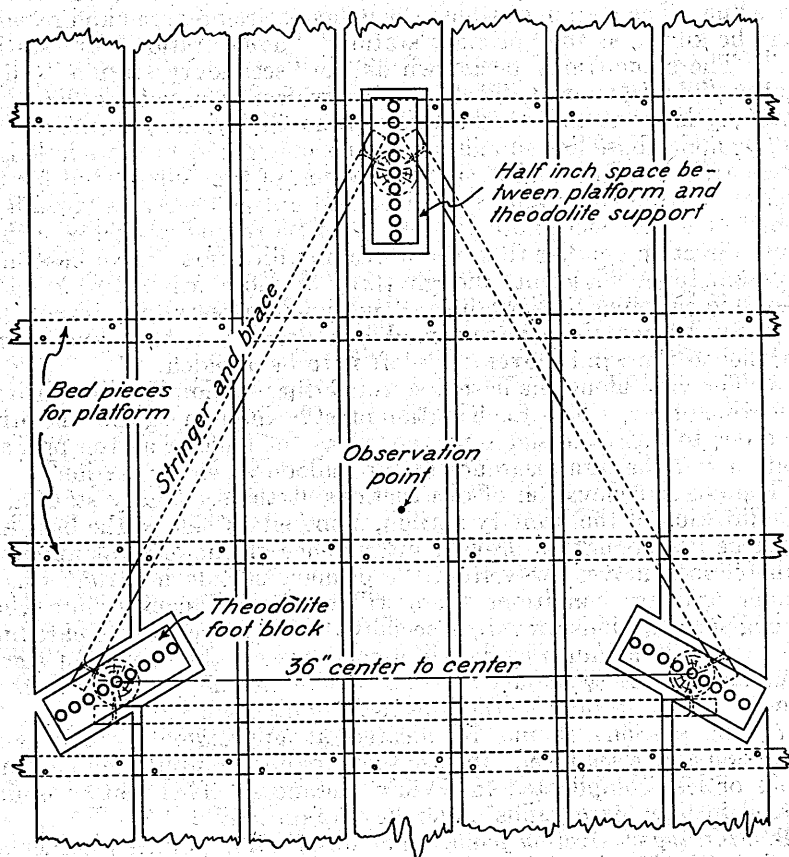 Half inch space be-
tween platform and
theodolite support
Stringer and brace
Bed pieces
for platform
Observation
point
Theodolite
foot block
36" center to center